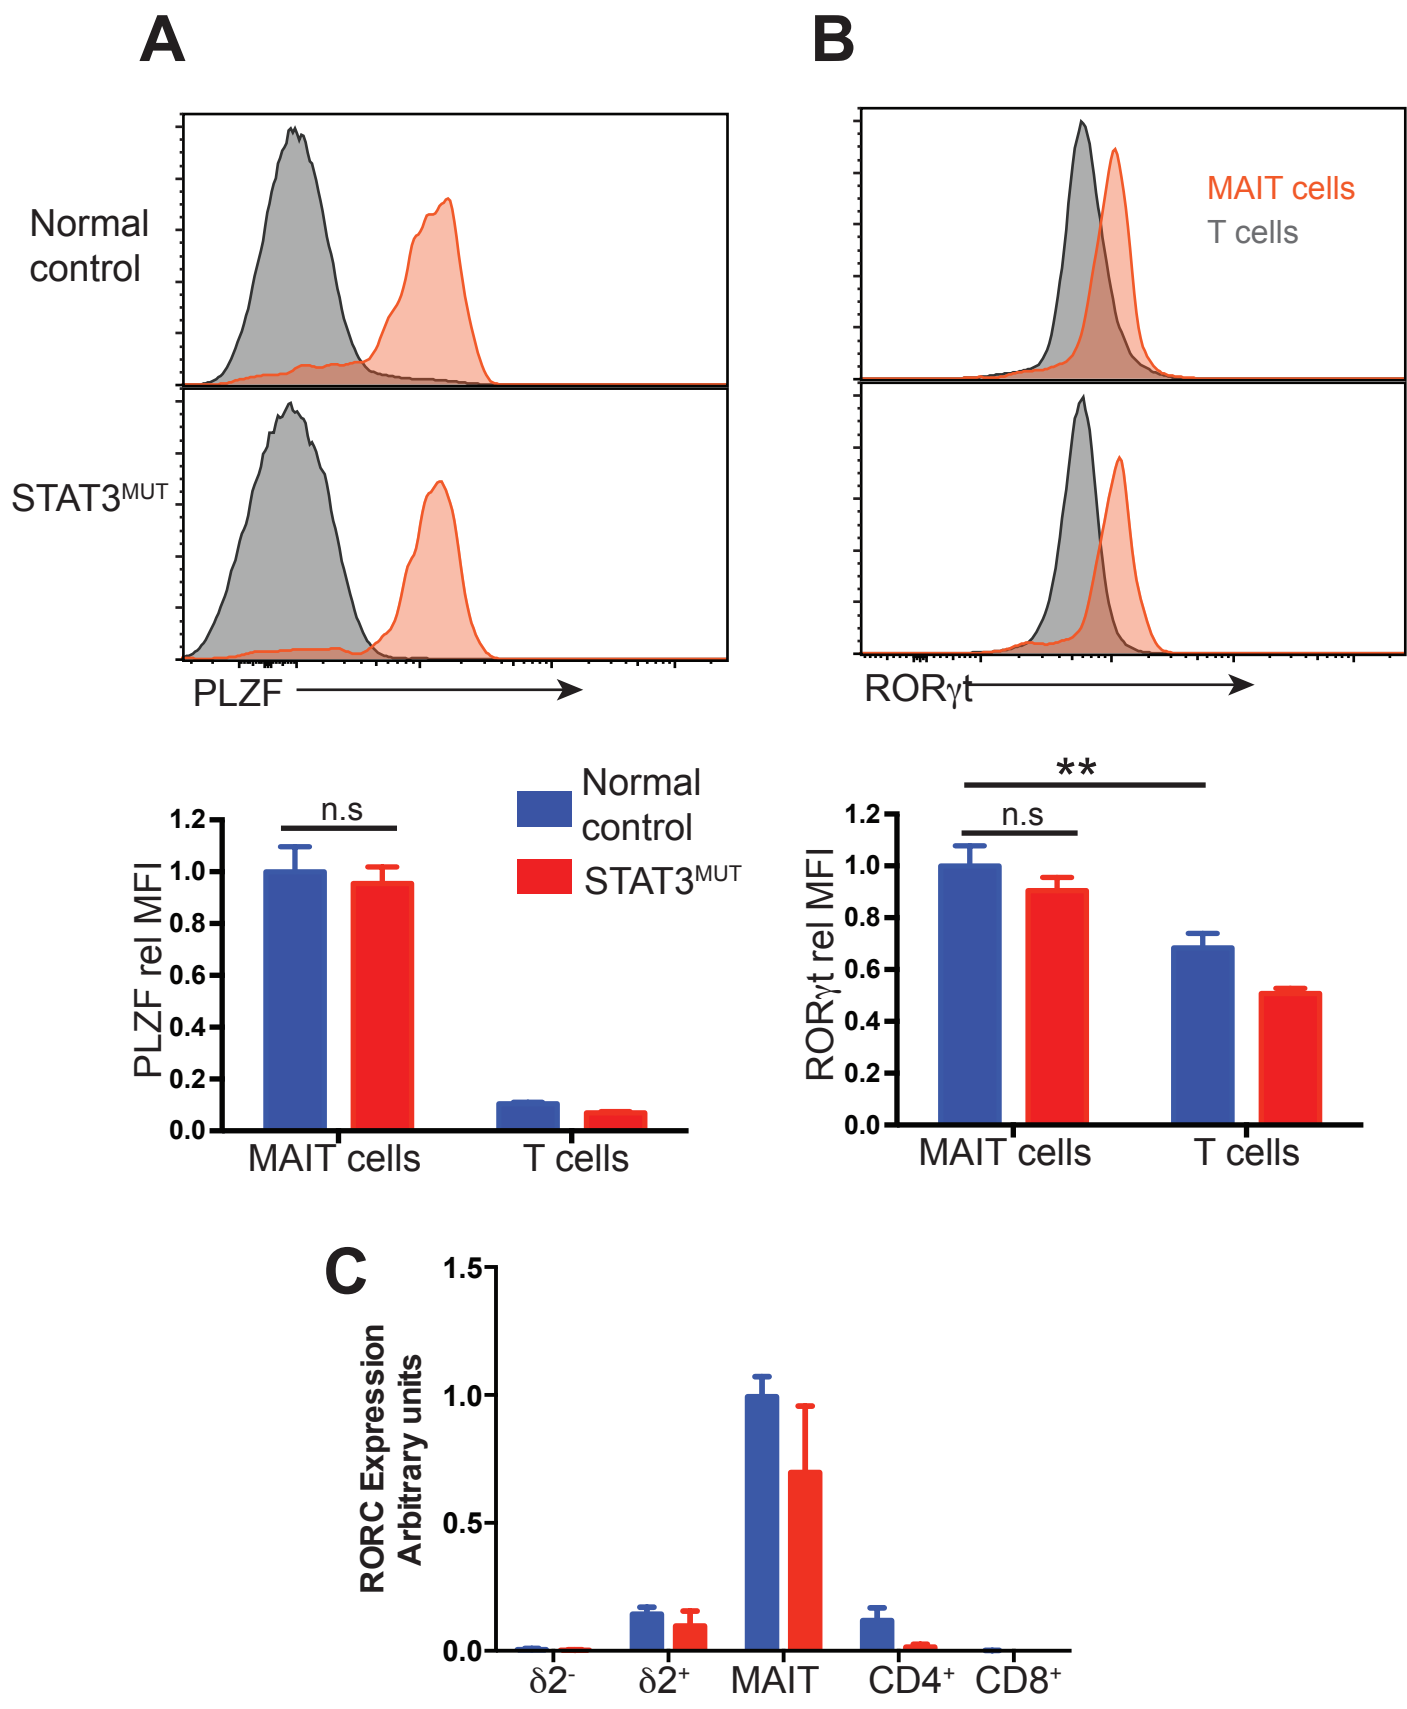 A
B
Normal
control
MAIT cells
T cells
STAT3ᴹᵁᵀ
PLZF
RORγt
Normal
control
STAT3ᴹᵁᵀ
n.s
PLZF rel MFI
1.2
1.0
0.8
0.6
0.4
0.2
0.0
MAIT cells
T cells
**
n.s
RORγt rel MFI
1.2
1.0
0.8
0.6
0.4
0.2
0.0
MAIT cells
T cells
C
RORC Expression
Arbitrary units
1.5
1.0
0.5
0.0
δ2⁻
δ2⁺
MAIT
CD4⁺
CD8⁺